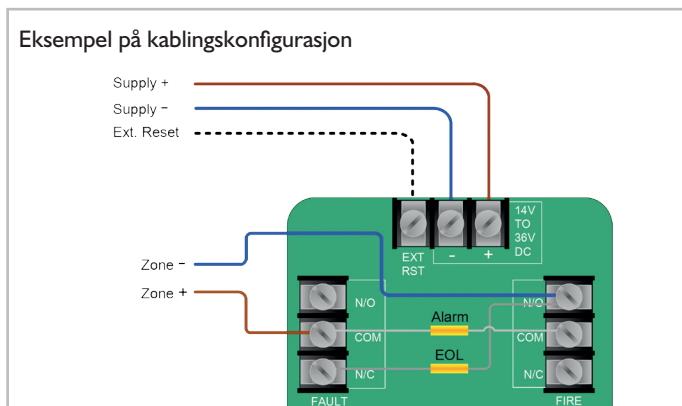 Eksempel på kablingskonfigurasjon
Supply +
Supply -
Ext. Reset
14V
TO
36V
DC
EXT
RST
-
+
Zone -
Zone +
N/O
N/O
Alarm
COM
COM
EOL
N/C
N/C
FAULT
FIRE